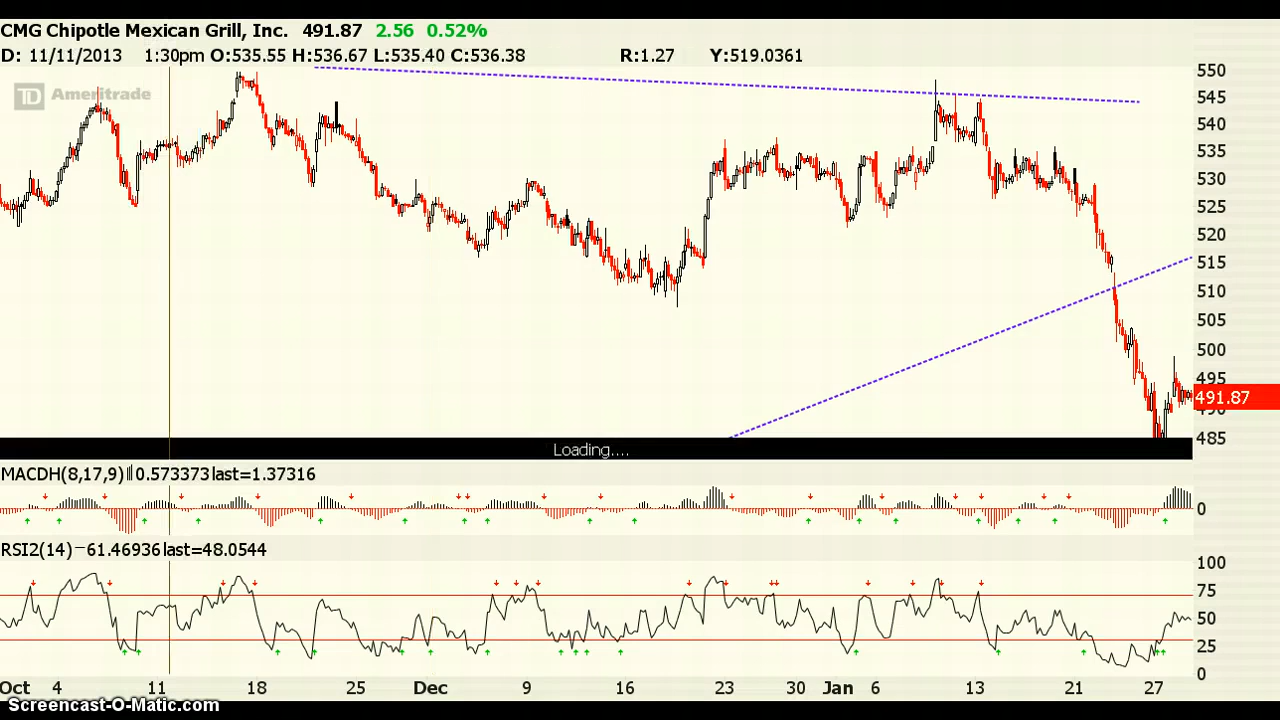 CMG Chipotle Mexican Grill, Inc. 491.87 2.56 0.52%
D: 11/11/2013 1:30pm O:535.55 H:536.67 L:535.40 C:536.38 R:1.27 Y:519.0361
TD Ameritrade
550
545
540
535
530
525
520
515
510
505
500
495
491.87
490
485
Loading....
MACDH(8,17,9) 0.573373 last=1.37316
0
RSI2(14) 61.46936 last=48.0544
100
75
50
25
0
Oct 4 11 18 25 Dec 9 16 23 30 Jan 6 13 21 27
Screencast-O-Matic.com